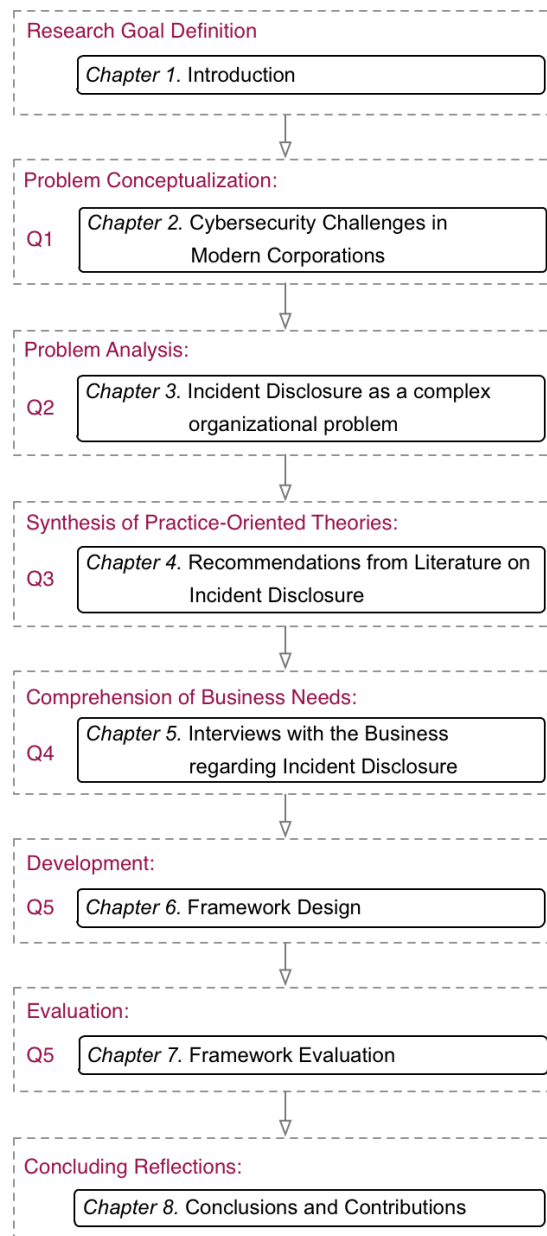 Research Goal Definition
Chapter 1. Introduction
Problem Conceptualization:
Q1
Chapter 2. Cybersecurity Challenges in
Modern Corporations
Problem Analysis:
Q2
Chapter 3. Incident Disclosure as a complex
organizational problem
Synthesis of Practice-Oriented Theories:
Q3
Chapter 4. Recommendations from Literature on
Incident Disclosure
Comprehension of Business Needs:
Q4
Chapter 5. Interviews with the Business
regarding Incident Disclosure
Development:
Q5
Chapter 6. Framework Design
Evaluation:
Q5
Chapter 7. Framework Evaluation
Concluding Reflections:
Chapter 8. Conclusions and Contributions